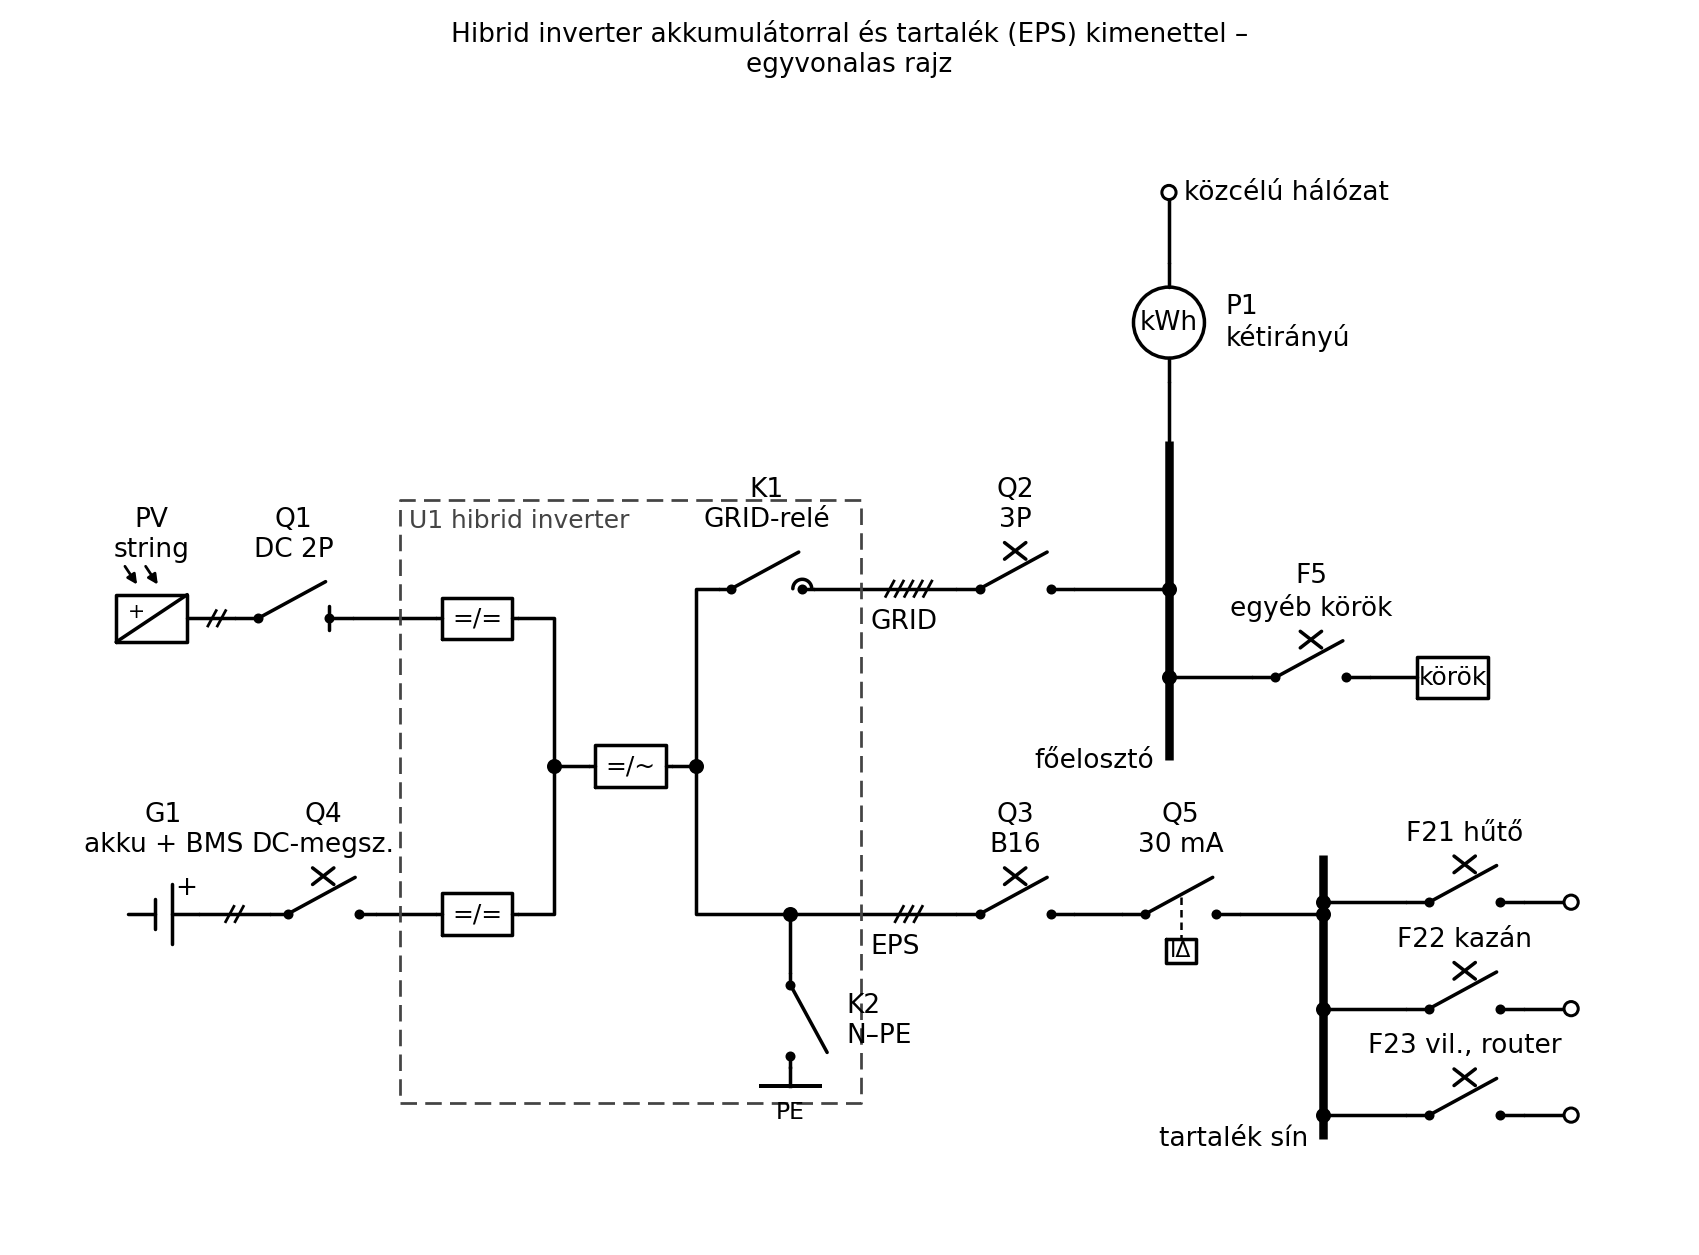 Hibrid inverter akkumulátorral és tartalék (EPS) kimenettel –
egyvonalas rajz
közcélú hálózat
kWh
P1
kétirányú
PV
string
+
Q1
DC 2P
U1 hibrid inverter
K1
GRID-relé
Q2
3P
GRID
F5
egyéb körök
körök
=/=
=/~
főelosztó
G1
akku + BMS
+
Q4
DC-megsz.
=/=
Q3
B16
Q5
30 mA
IΔ
EPS
K2
N–PE
PE
F21 hűtő
F22 kazán
F23 vil., router
tartalék sín